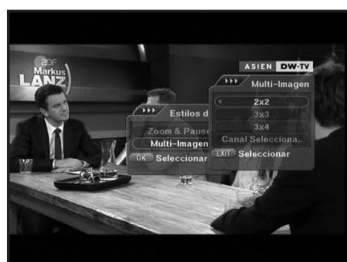 ZDF
Markus
LANZ
ASIEN DW-TV
Multi-Imagen
2x2
3x3
3x4
Canal Selecciona..
EXIT Seleccionar
Estilos d
Zoom & Pause
Multi-Imagen
OK Seleccionar